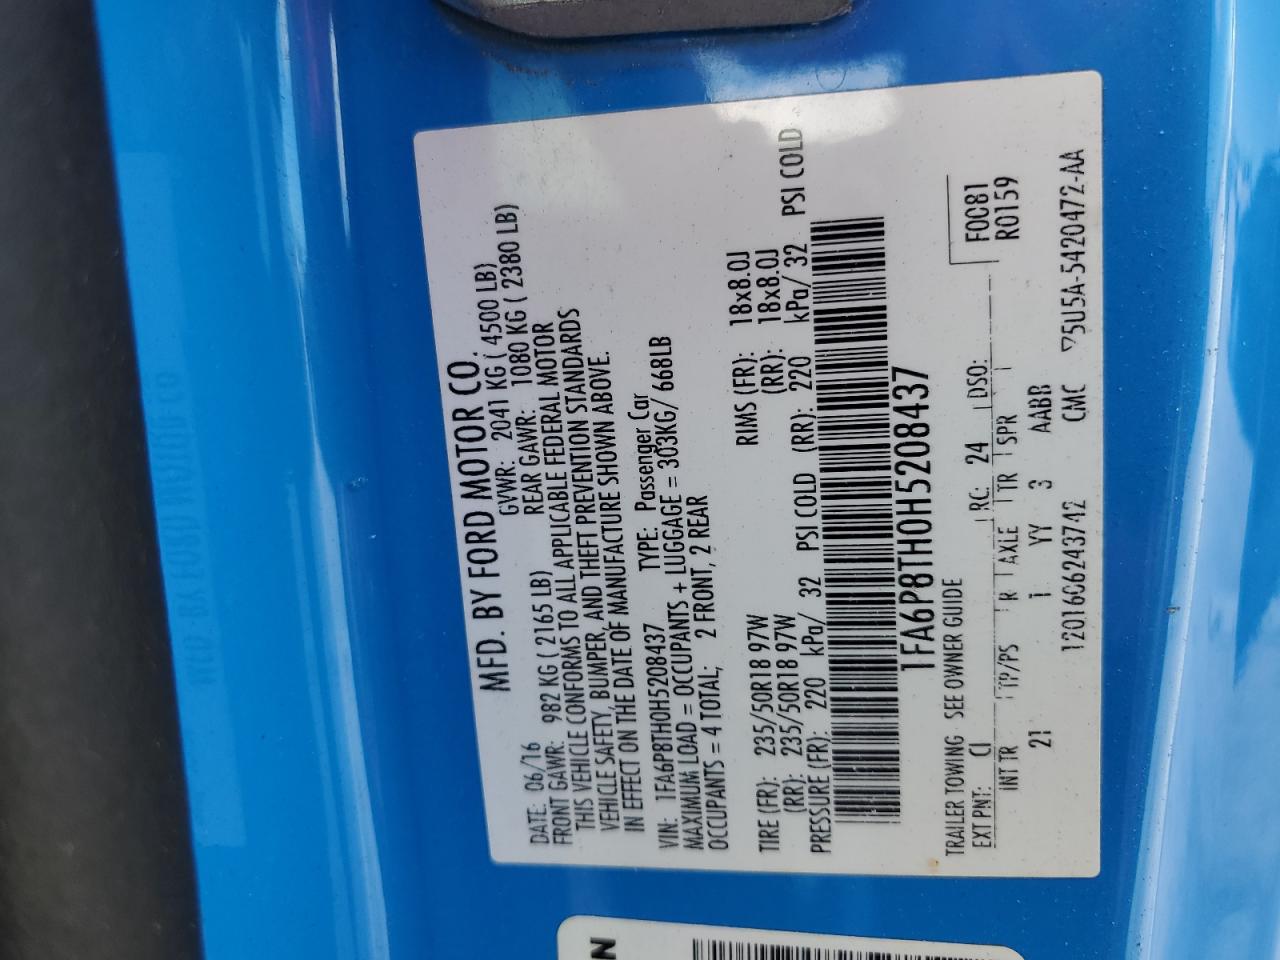 MFD. BY FORD MOTOR CO.
DATE: 06/16 GVWR: 2041 KG ( 4500 LB)
FRONT GAWR: 982 KG ( 2165 LB) REAR GAWR: 1080 KG ( 2380 LB)
THIS VEHICLE CONFORMS TO ALL APPLICABLE FEDERAL MOTOR
VEHICLE SAFETY, BUMPER, AND THEFT PREVENTION STANDARDS
IN EFFECT ON THE DATE OF MANUFACTURE SHOWN ABOVE.
VIN: 1FA6P8TH0H5208437 TYPE: Passenger Car
MAXIMUM LOAD = OCCUPANTS + LUGGAGE = 303KG/ 668LB
OCCUPANTS = 4 TOTAL; 2 FRONT, 2 REAR
TIRE (FR): 235/50R18 97W RIMS (FR): 18x8.0J
(RR): 235/50R18 97W (RR): 18x8.0J
PRESSURE (FR): 220 kPa/ 32 PSI COLD (RR): 220 kPa/ 32 PSI COLD
1FA6P8TH0H5208437
TRAILER TOWING SEE OWNER GUIDE F0C81
EXT PNT: CI RC: 24 DSO: R0159
INT TR TP/PS R AXLE TR SPR
21 1 YY 3 AABB
1201606243742 CMC 75U5A-5420472-AA
N